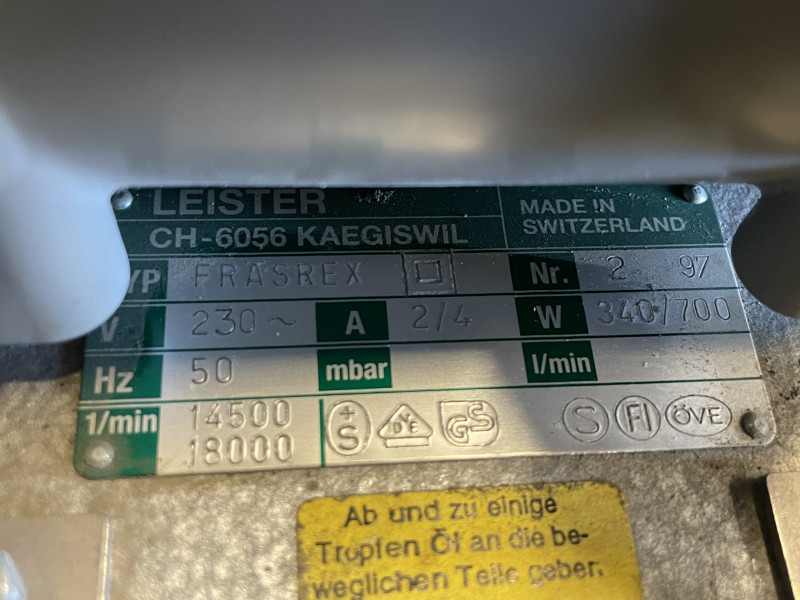 LEISTER
CH-6056 KAEGISWIL
MADE IN
SWITZERLAND
TYP FRÄSREX Nr. 2 97
V 230~ A 2/4 W 340/700
Hz 50 mbar l/min
1/min 14500
18000
+S DVE GS S FI ÖVE
Ab und zu einige
Tropfen Öl an die be-
weglichen Teile geben.